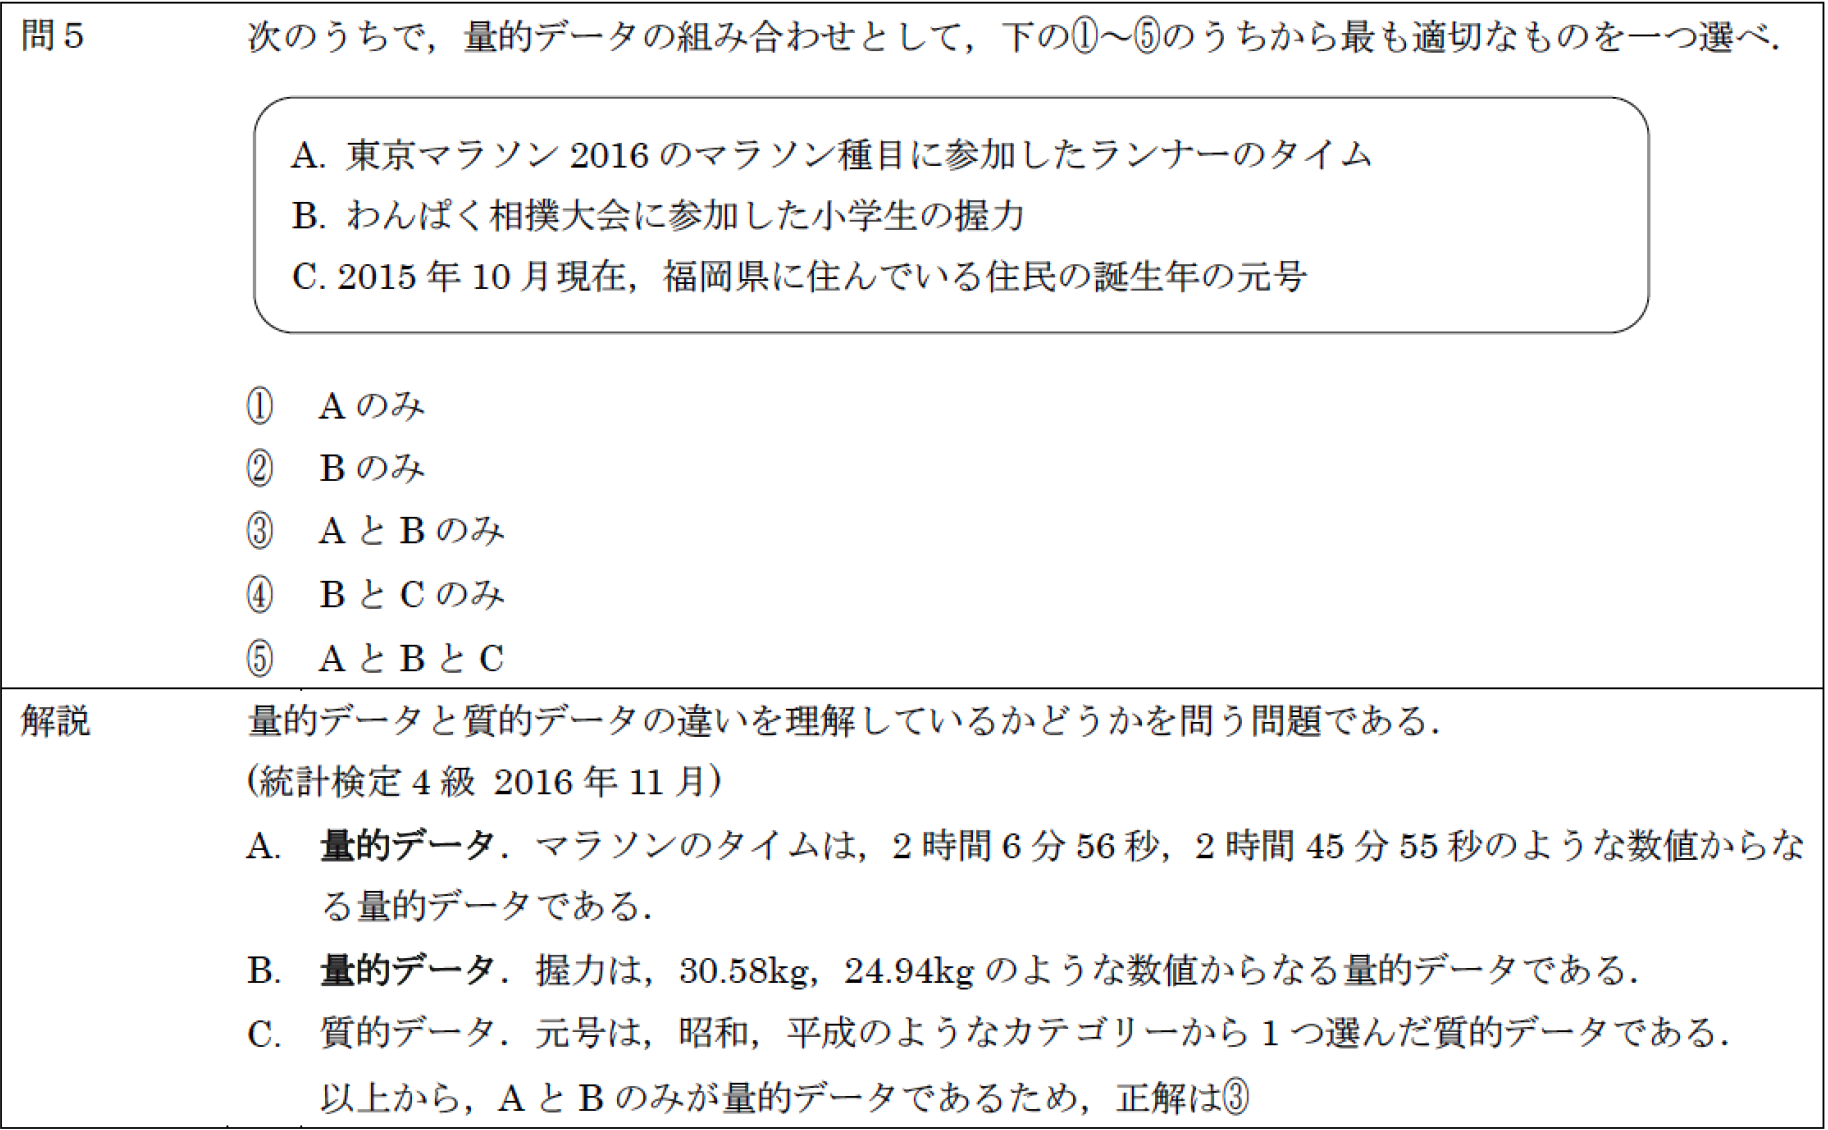 問５ 次のうちで，量的データの組み合わせとして，下の①～⑤のうちから最も適切なものを一つ選べ．
A. 東京マラソン 2016 のマラソン種目に参加したランナーのタイム
B. わんぱく相撲大会に参加した小学生の握力
C. 2015 年 10 月現在，福岡県に住んでいる住民の誕生年の元号
① A のみ
② B のみ
③ A と B のみ
④ B と C のみ
⑤ A と B と C
解説 量的データと質的データの違いを理解しているかどうかを問う問題である．
(統計検定 4 級 2016 年 11 月)
A. 量的データ．マラソンのタイムは，2 時間 6 分 56 秒，2 時間 45 分 55 秒のような数値からな
る量的データである．
B. 量的データ．握力は，30.58kg，24.94kg のような数値からなる量的データである．
C. 質的データ．元号は，昭和，平成のようなカテゴリーから 1 つ選んだ質的データである．
以上から，A と B のみが量的データであるため，正解は③